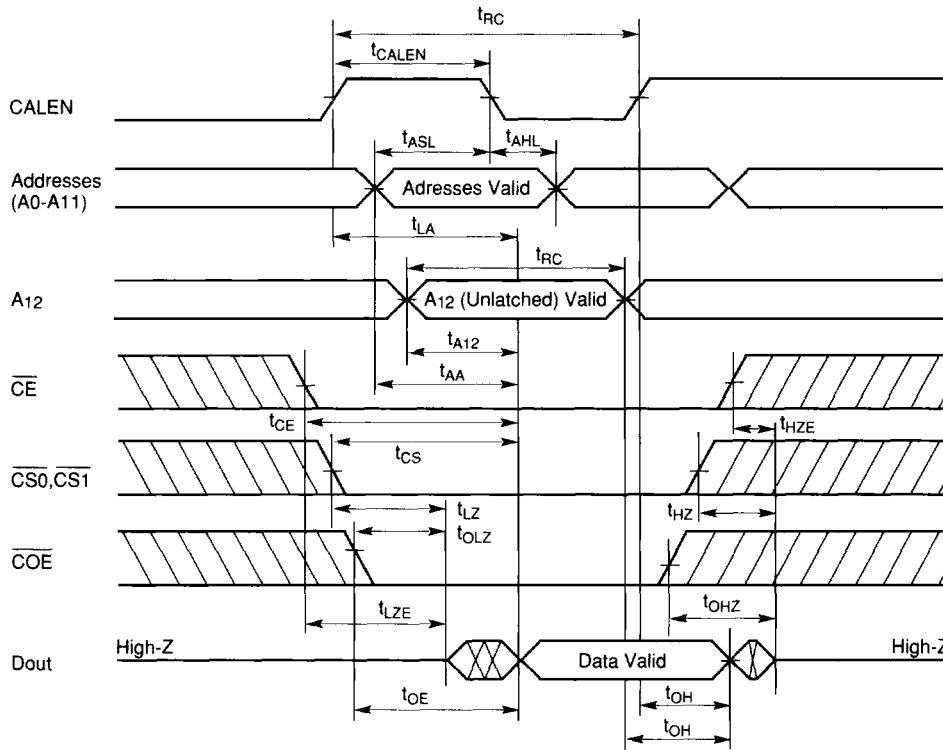 tRC
tCALEN
CALEN
tASL
tAHL
Addresses
(A0-A11)
Adresses Valid
tLA
tRC
A12
A12 (Unlatched) Valid
tA12
tAA
CE
tCE
tHZE
tCS
CS0,CS1
tLZ
tHZ
tOLZ
COE
tLZE
tOHZ
Dout
High-Z
Data Valid
High-Z
tOE
tOH
tOH